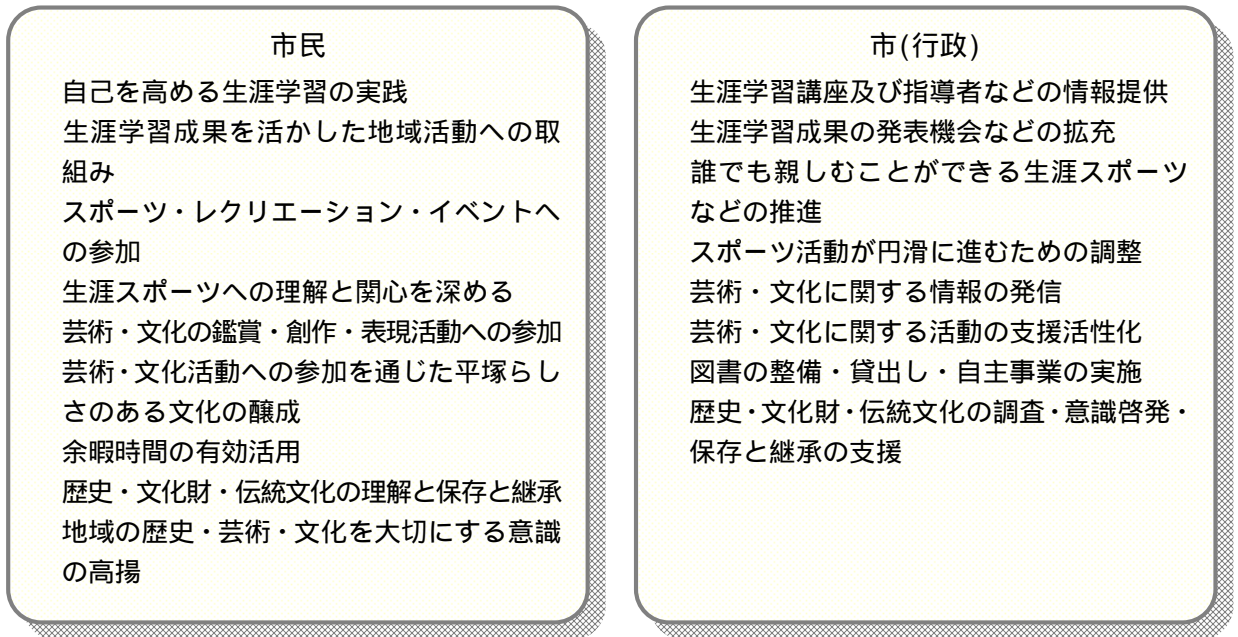 市民
自己を高める生涯学習の実践
生涯学習成果を活かした地域活動への取
組み
スポーツ・レクリエーション・イベントへ
の参加
生涯スポーツへの理解と関心を深める
芸術・文化の鑑賞・創作・表現活動への参加
芸術・文化活動への参加を通じた平塚らし
さのある文化の醸成
余暇時間の有効活用
歴史・文化財・伝統文化の理解と保存と継承
地域の歴史・芸術・文化を大切にする意識
の高揚
市(行政)
生涯学習講座及び指導者などの情報提供
生涯学習成果の発表機会などの拡充
誰でも親しむことができる生涯スポーツ
などの推進
スポーツ活動が円滑に進むための調整
芸術・文化に関する情報の発信
芸術・文化に関する活動の支援活性化
図書の整備・貸出し・自主事業の実施
歴史・文化財・伝統文化の調査・意識啓発・
保存と継承の支援